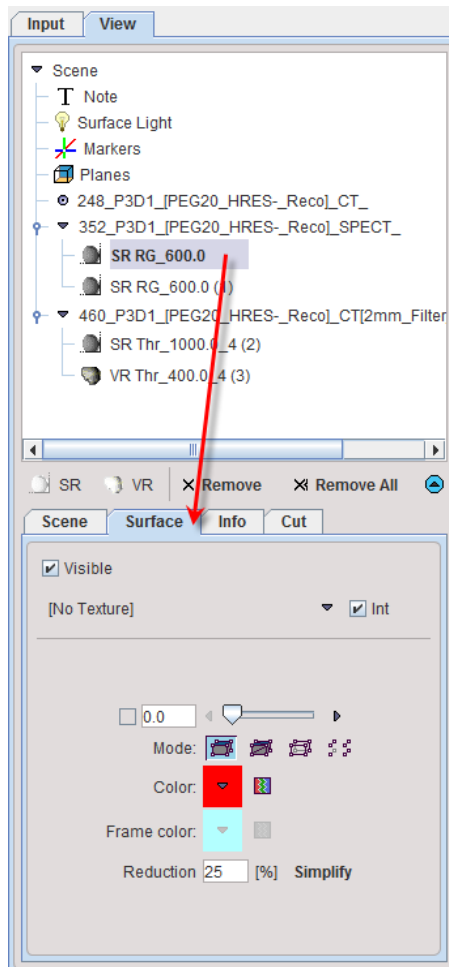 Input View
Scene
T Note
Surface Light
Markers
Planes
248_P3D1_[PEG20_HRES-_Reco]_CT_
352_P3D1_[PEG20_HRES-_Reco]_SPECT_
SR RG_600.0
SR RG_600.0 (1)
460_P3D1_[PEG20_HRES-_Reco]_CT[2mm_Filter
SR Thr_1000.0_4 (2)
VR Thr_400.0_4 (3)
SR VR Remove Remove All
Scene Surface Info Cut
Visible
[No Texture] Int
0.0
Mode:
Color:
Frame color:
Reduction 25 [%] Simplify